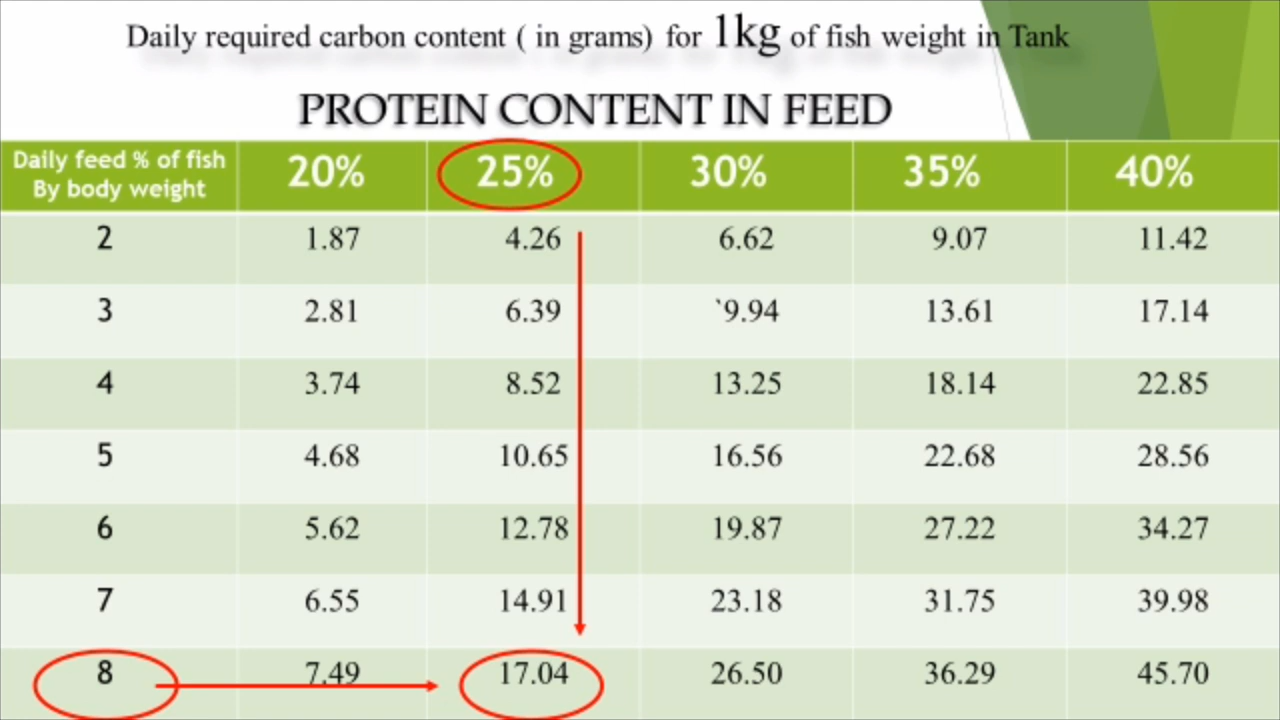 Daily required carbon content ( in grams) for 1kg of fish weight in Tank
PROTEIN CONTENT IN FEED
Daily feed % of fish
By body weight
20% 25% 30% 35% 40%
2 1.87 4.26 6.62 9.07 11.42
3 2.81 6.39 `9.94 13.61 17.14
4 3.74 8.52 13.25 18.14 22.85
5 4.68 10.65 16.56 22.68 28.56
6 5.62 12.78 19.87 27.22 34.27
7 6.55 14.91 23.18 31.75 39.98
8 7.49 17.04 26.50 36.29 45.70